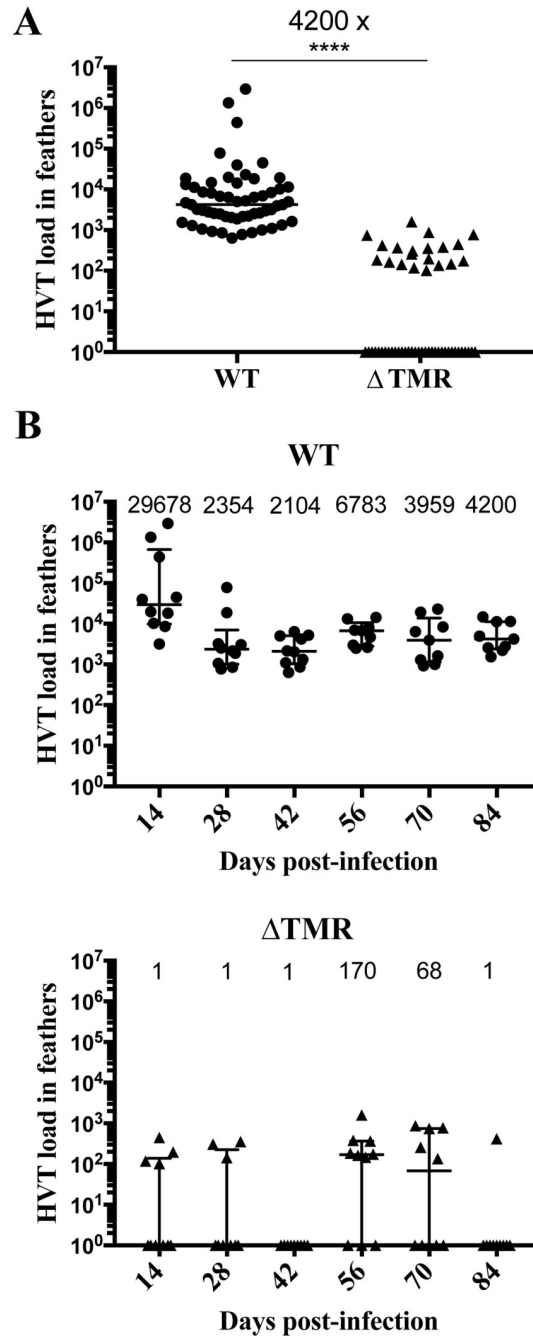 A
4200 x
****
HVT load in feathers
10⁷
10⁶
10⁵
10⁴
10³
10²
10¹
10⁰
WT
Δ TMR
B
WT
HVT load in feathers
10⁷
10⁶
10⁵
10⁴
10³
10²
10¹
10⁰
29678 2354 2104 6783 3959 4200
14 28 42 56 70 84
Days post-infection
ΔTMR
HVT load in feathers
10⁷
10⁶
10⁵
10⁴
10³
10²
10¹
10⁰
1 1 1 170 68 1
14 28 42 56 70 84
Days post-infection